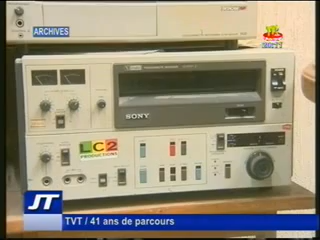 ARCHIVES
SONY
LC2
PRODUCTIONS
JT
TVT / 41 ans de parcours